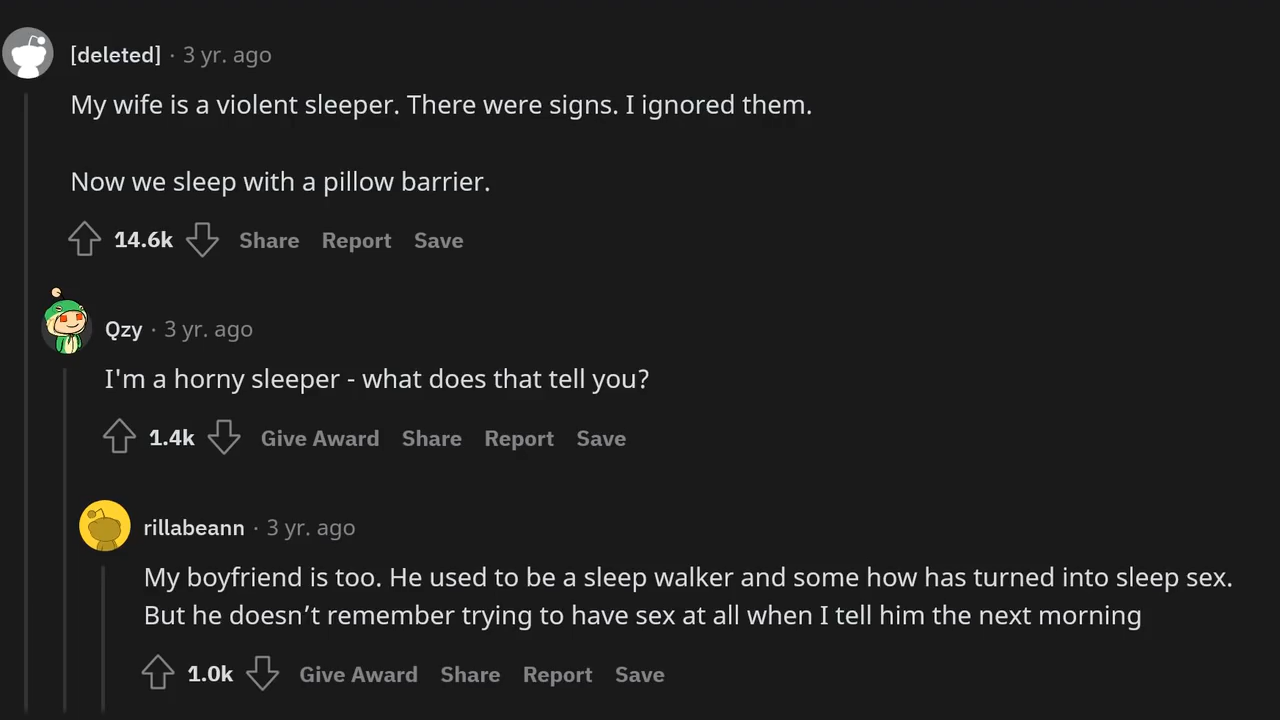 [deleted] · 3 yr. ago
My wife is a violent sleeper. There were signs. I ignored them.
Now we sleep with a pillow barrier.
14.6k Share Report Save
Qzy · 3 yr. ago
I'm a horny sleeper - what does that tell you?
1.4k Give Award Share Report Save
rillabeann · 3 yr. ago
My boyfriend is too. He used to be a sleep walker and some how has turned into sleep sex.
But he doesn’t remember trying to have sex at all when I tell him the next morning
1.0k Give Award Share Report Save